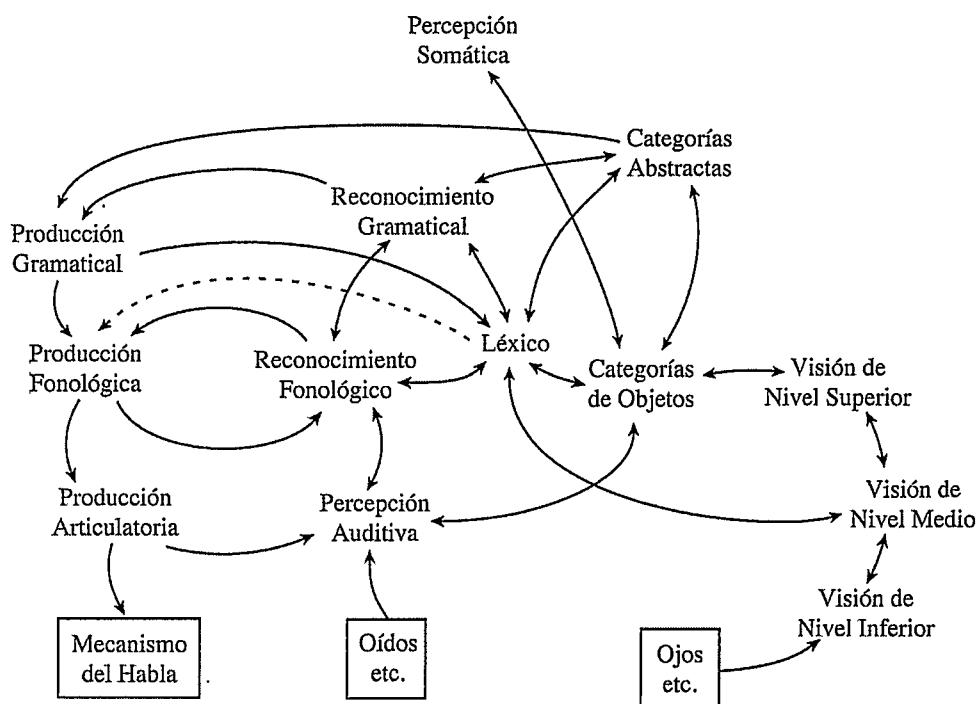 Percepción
Somática
Categorías
Abstractas
Reconocimiento
Gramatical
Producción
Gramatical
Producción
Fonológica
Reconocimiento
Fonológico
Léxico
Categorías
de Objetos
Visión de
Nivel Superior
Producción
Articulatoria
Percepción
Auditiva
Visión de
Nivel Medio
Visión de
Nivel Inferior
Mecanismo
del Habla
Oídos
etc.
Ojos
etc.